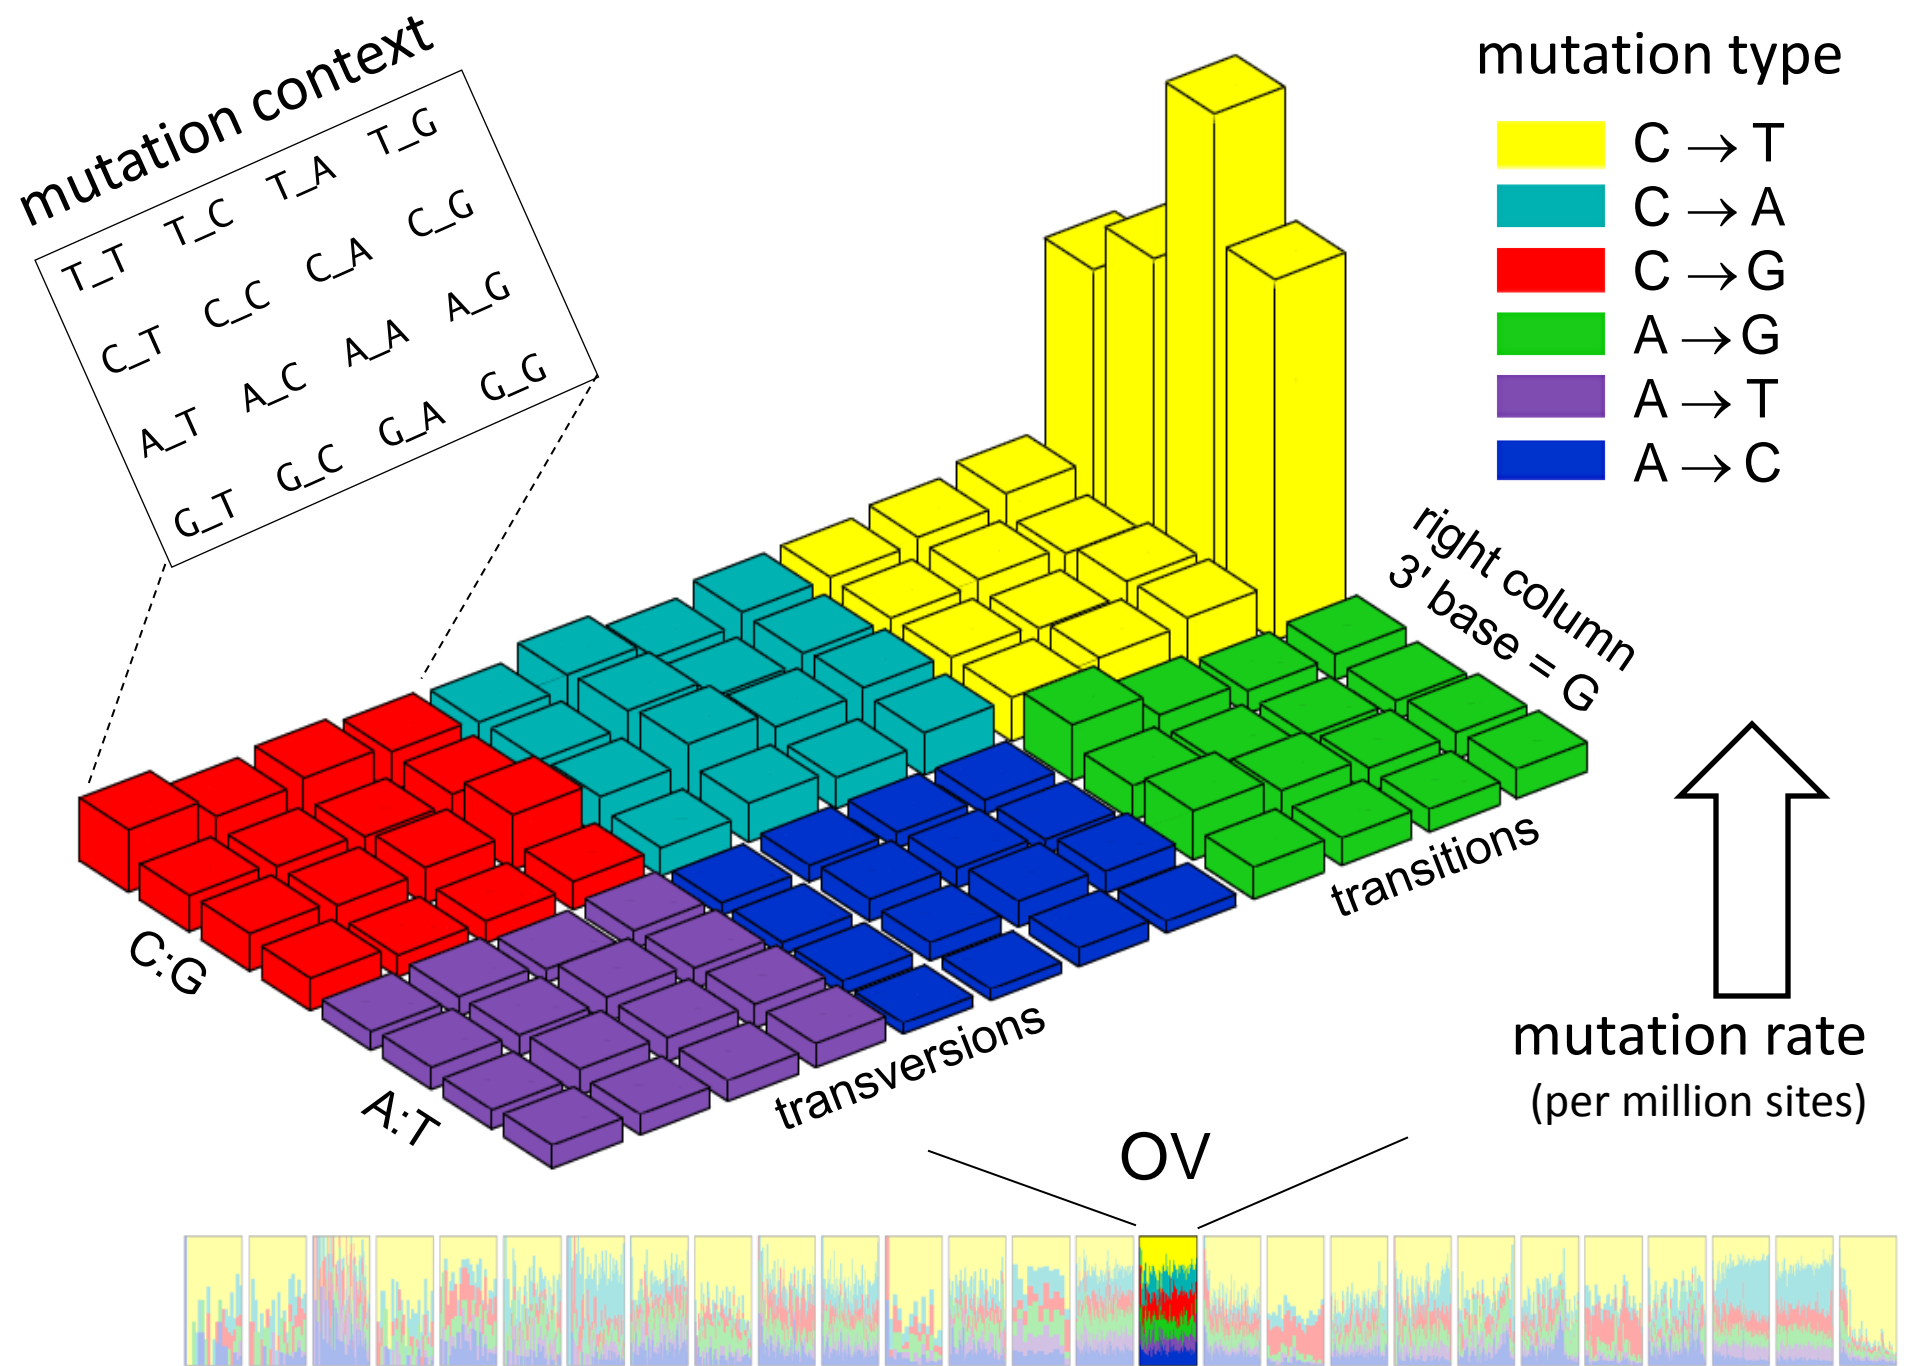 mutation context
T_T T_C T_A T_G
C_T C_C C_A C_G
A_T A_C A_A A_G
G_T G_C G_A G_G
mutation type
C → T
C → A
C → G
A → G
A → T
A → C
right column
3' base = G
C:G
A:T
transversions
transitions
mutation rate
(per million sites)
OV